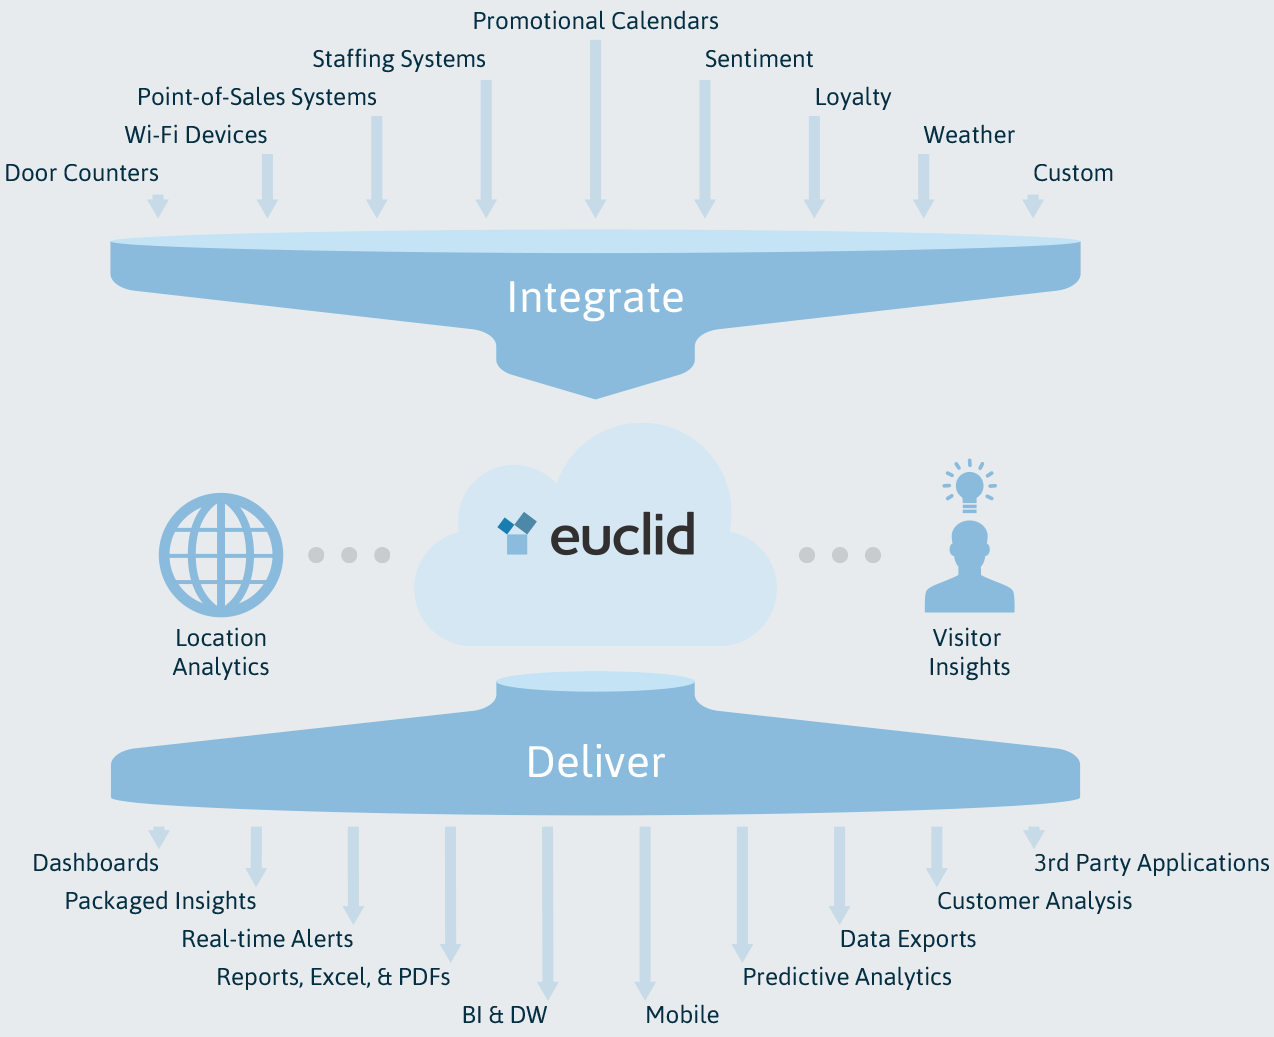 Promotional Calendars
Staffing Systems
Sentiment
Point-of-Sales Systems
Loyalty
Wi-Fi Devices
Weather
Door Counters
Custom
Integrate
euclid
Location
Analytics
Visitor
Insights
Deliver
Dashboards
3rd Party Applications
Packaged Insights
Customer Analysis
Real-time Alerts
Data Exports
Reports, Excel, & PDFs
Predictive Analytics
BI & DW
Mobile